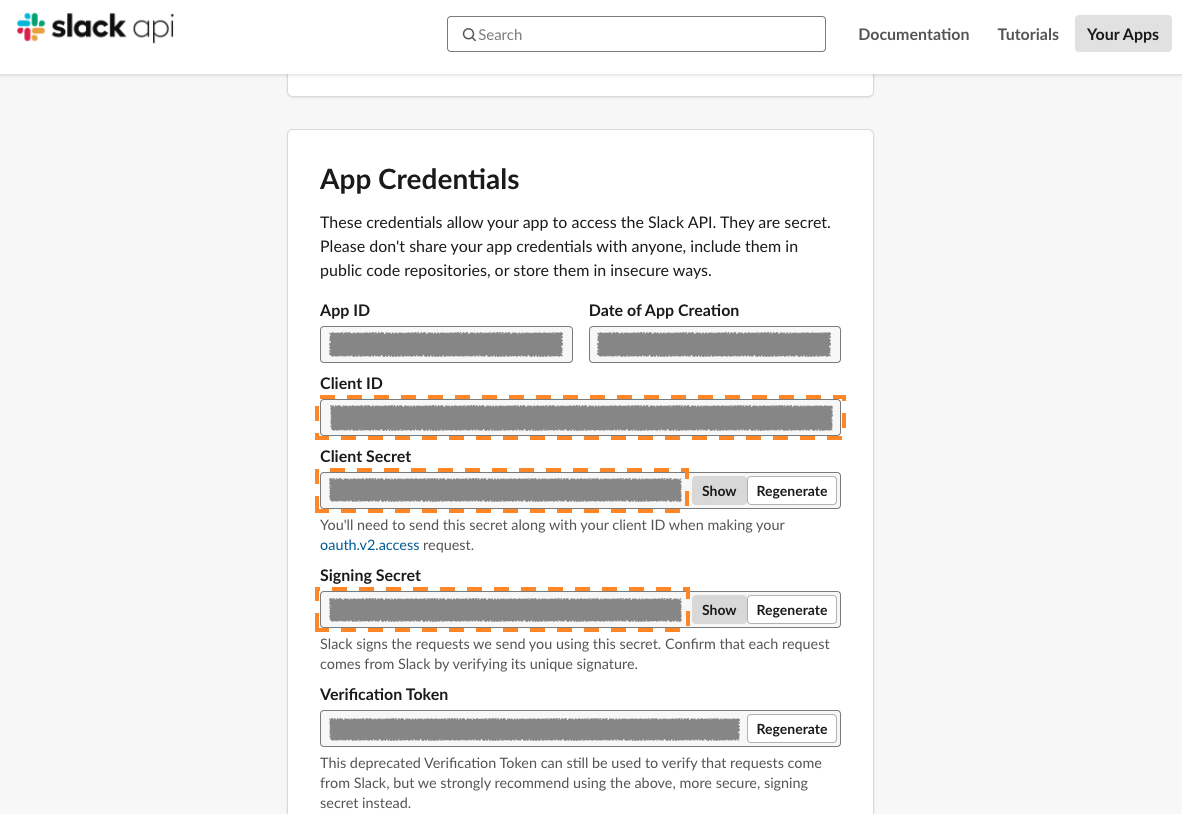 slack api
Search
Documentation
Tutorials
Your Apps
App Credentials
These credentials allow your app to access the Slack API. They are secret.
Please don't share your app credentials with anyone, include them in
public code repositories, or store them in insecure ways.
App ID
Date of App Creation
Client ID
Client Secret
Show
Regenerate
You'll need to send this secret along with your client ID when making your
oauth.v2.access request.
Signing Secret
Show
Regenerate
Slack signs the requests we send you using this secret. Confirm that each request
comes from Slack by verifying its unique signature.
Verification Token
Regenerate
This deprecated Verification Token can still be used to verify that requests come
from Slack, but we strongly recommend using the above, more secure, signing
secret instead.